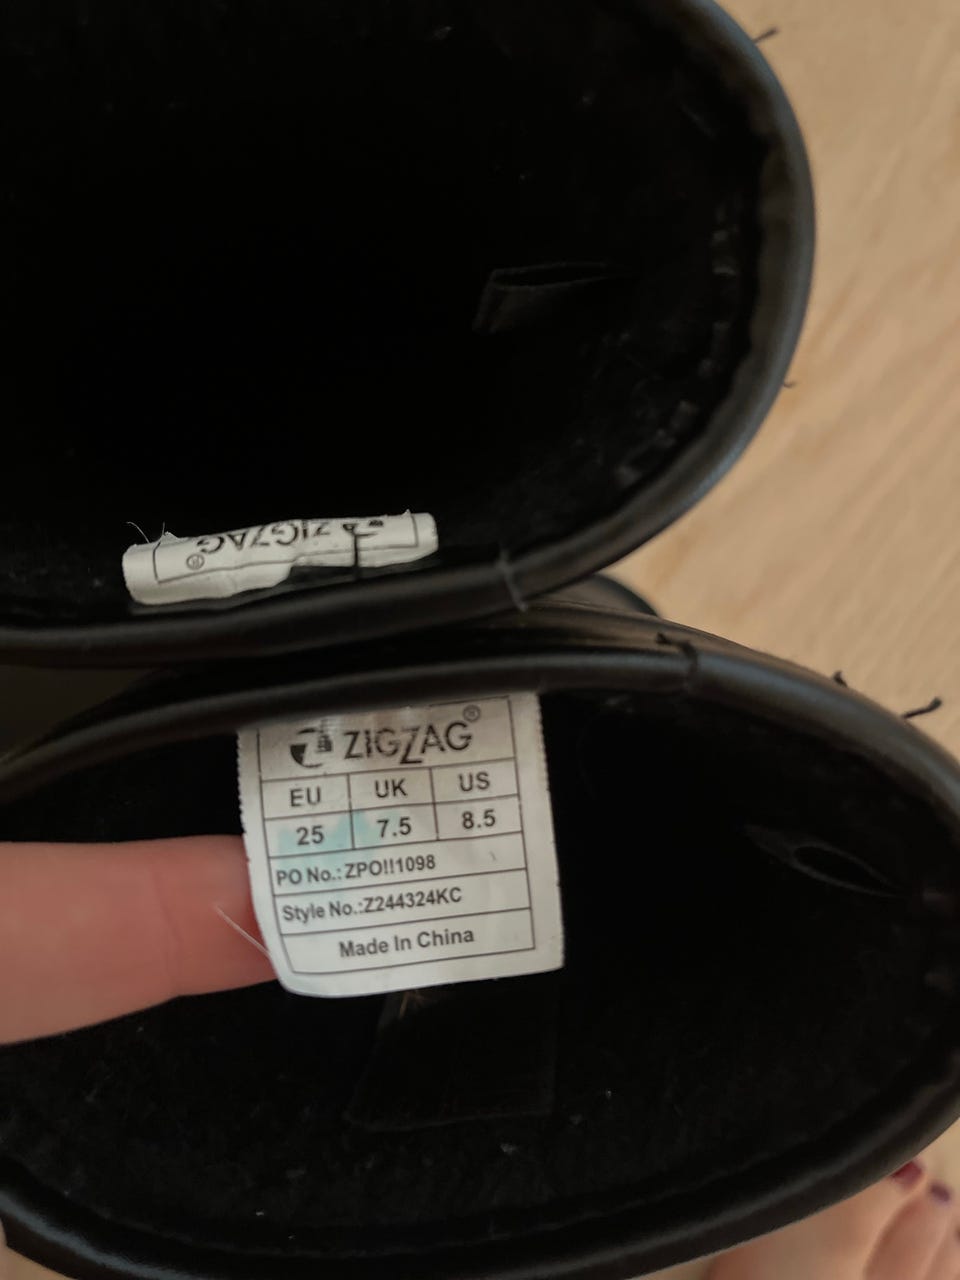 ZIGZAG®
ZIGZAG®
EU UK US
25 7.5 8.5
PO No.: ZPO!!1098
Style No.:Z244324KC
Made In China